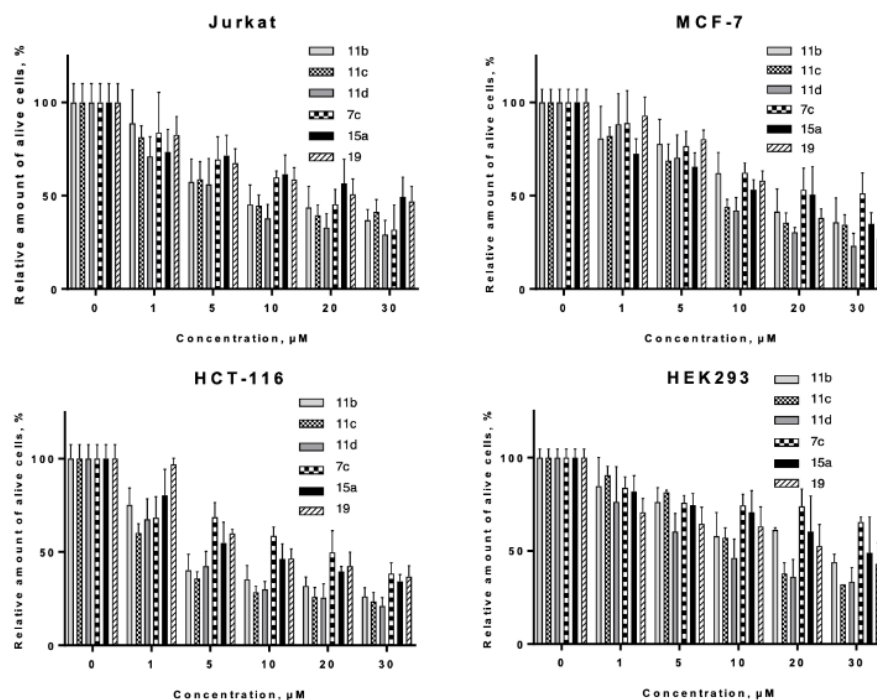 Jurkat
Relative amount of alive cells, %
100
50
0
11b
11c
11d
7c
15a
19
0 1 5 10 20 30
Concentration, µM
MCF-7
Relative amount of alive cells, %
100
50
0
11b
11c
11d
7c
15a
19
0 1 5 10 20 30
Concentration, µM
HCT-116
Relative amount of alive cells, %
100
50
0
11b
11c
11d
7c
15a
19
0 1 5 10 20 30
Concentration, µM
HEK293
Relative amount of alive cells, %
100
50
0
11b
11c
11d
7c
15a
19
0 1 5 10 20 30
Concentration, µM